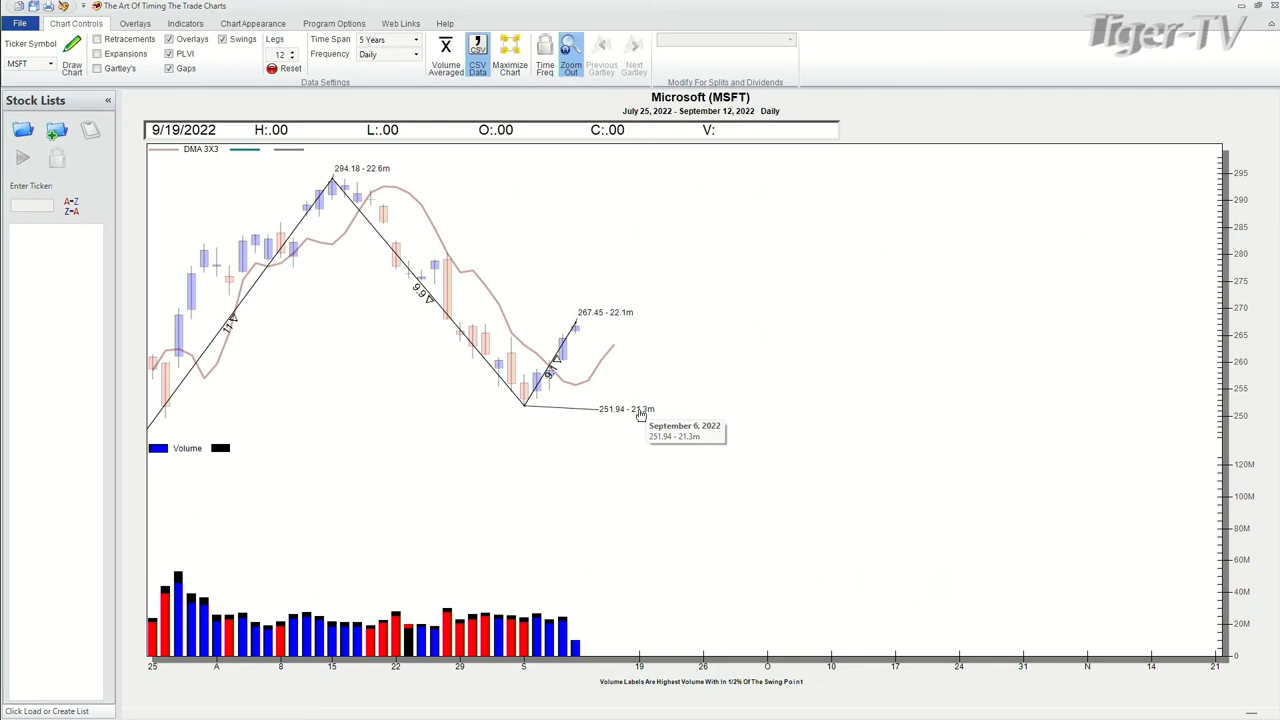 The Art Of Timing The Trade Charts
Tiger-TV
File
Chart Controls
Overlays
Indicators
Chart Appearance
Program Options
Web Links
Help
Ticker Symbol
MSFT
Draw
Chart
Retracements
Expansions
Gartley's
Overlays
PLVI
Gaps
Swings
Legs
12
Reset
Time Span
5 Years
Frequency
Daily
Data Settings
X
Volume
Averaged
CSV
CSV
Data
Maximize
Chart
Time
Freq
Zoom
Out
Previous
Gartley
Next
Gartley
Modify For Splits and Dividends
Stock Lists
«
Enter Ticker:
A-Z
Z-A
Microsoft (MSFT)
July 25, 2022 - September 12, 2022 Daily
9/19/2022 H:.00 L:.00 O:.00 C:.00 V:
DMA 3X3
294.18 - 22.6m
11
9.9
267.45 - 22.1m
9.7
251.94 - 21.3m
September 6, 2022
251.94 - 21.3m
295
290
285
280
275
270
265
260
255
250
Volume
120M
100M
80M
60M
40M
20M
0
25 A 8 15 22 29 S 19 26 O 10 17 24 31 N 14 21
Volume Labels Are Highest Volume With In 1/2% Of The Swing Point
Click Load or Create List